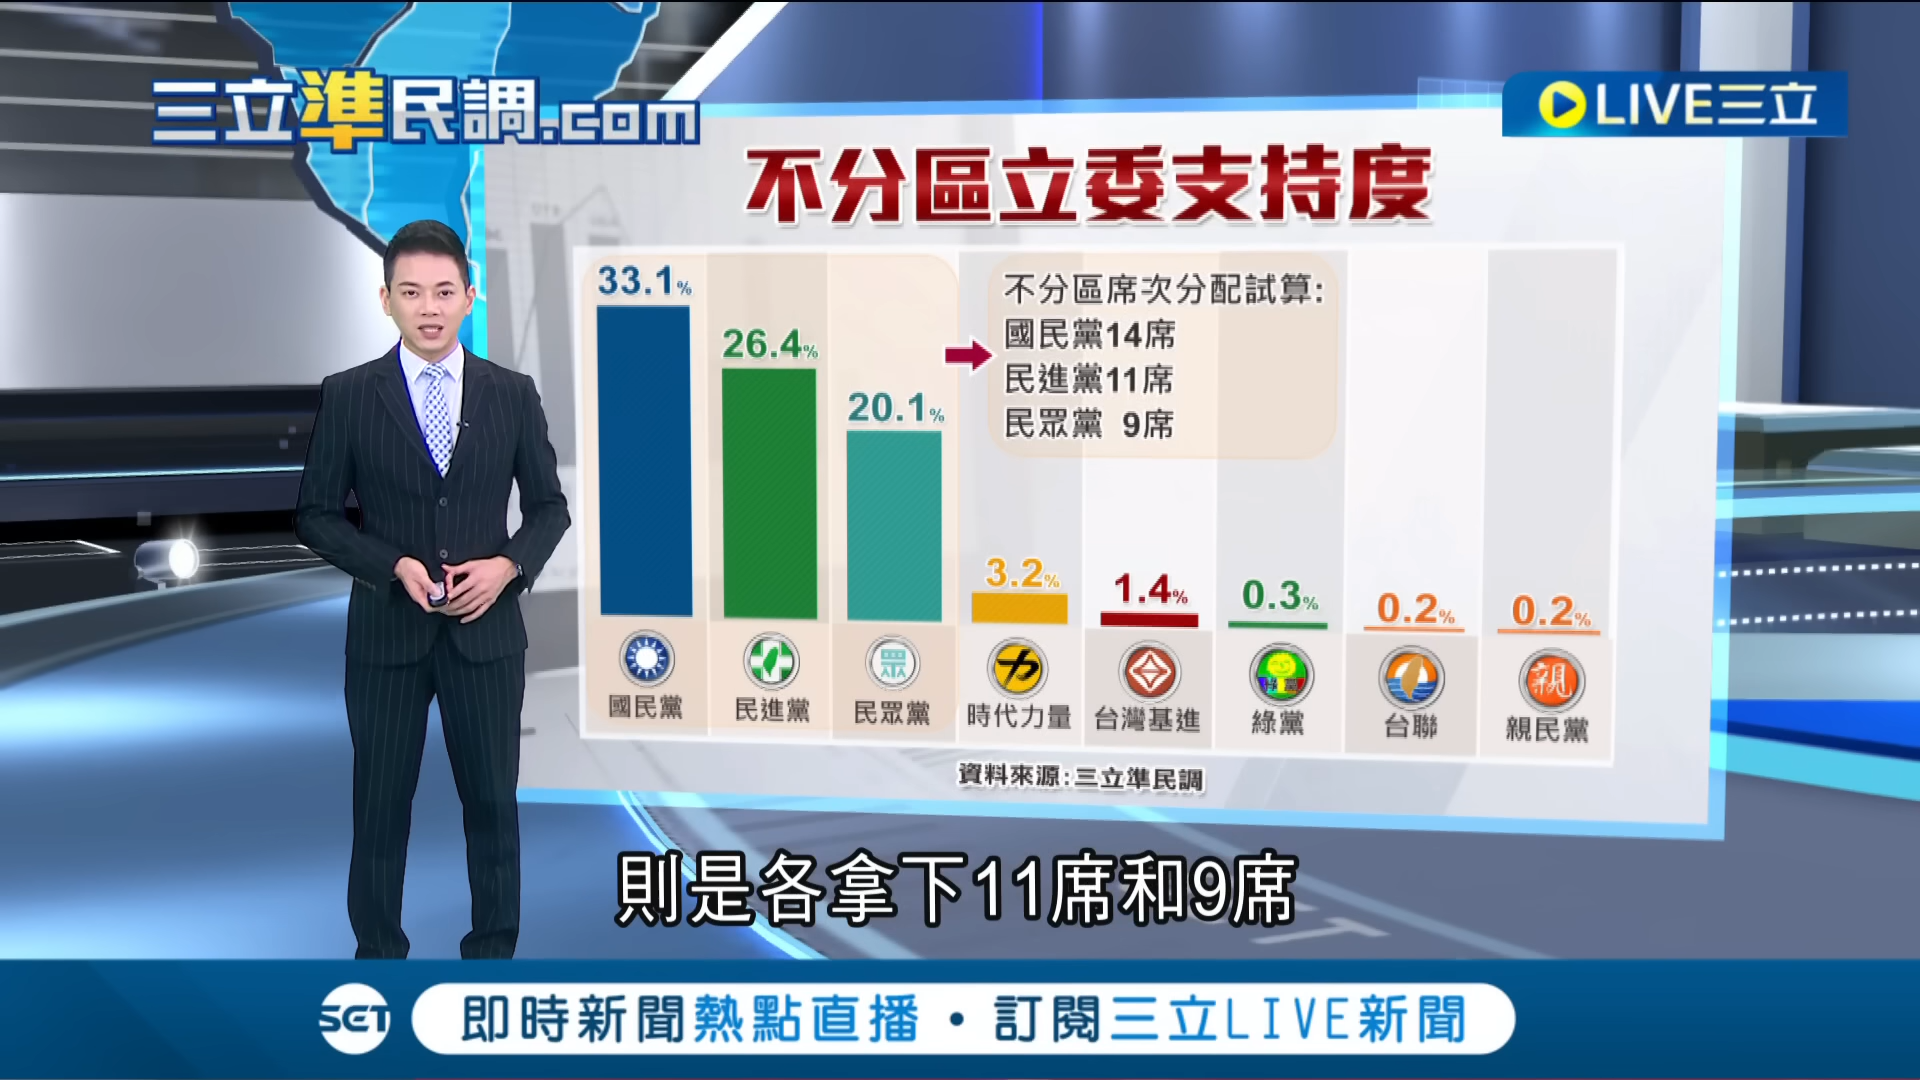 三立準民調.com
LIVE三立
不分區立委支持度
33.1%
26.4%
20.1%
3.2%
1.4%
0.3%
0.2%
0.2%
不分區席次分配試算:
國民黨14席
民進黨11席
民眾黨 9席
眾
力
親
國民黨
民進黨
民眾黨
時代力量
台灣基進
綠黨
台聯
親民黨
資料來源:三立準民調
則是各拿下11席和9席
SET
即時新聞熱點直播・訂閱三立LIVE新聞